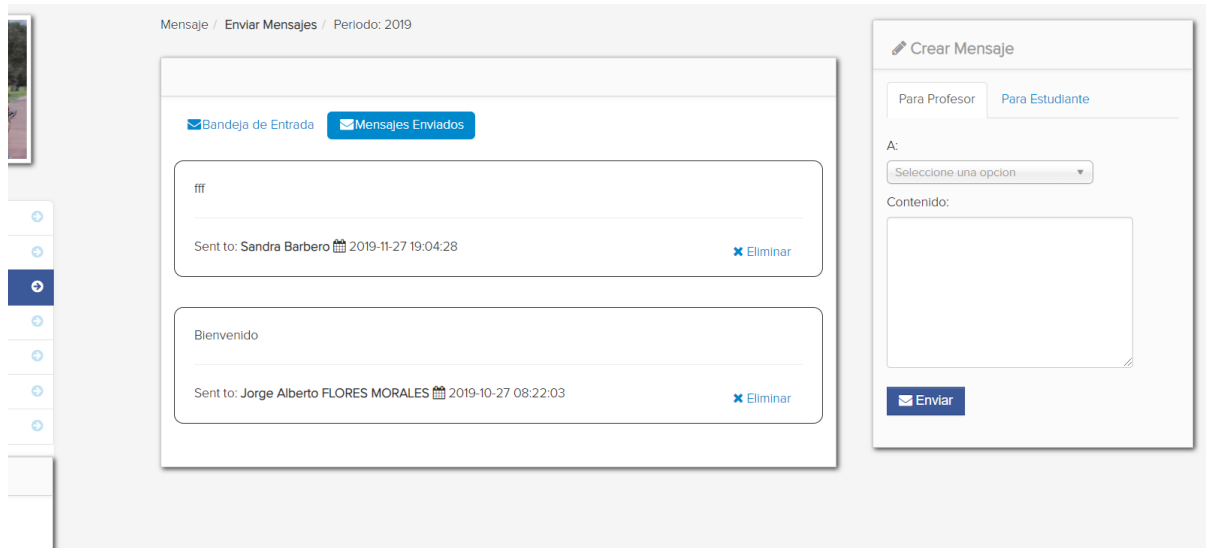 Mensaje / Enviar Mensajes / Periodo: 2019
Bandeja de Entrada
Mensajes Enviados
fff
Sent to: Sandra Barbero 2019-11-27 19:04:28
Eliminar
Bienvenido
Sent to: Jorge Alberto FLORES MORALES 2019-10-27 08:22:03
Eliminar
Crear Mensaje
Para Profesor
Para Estudiante
A:
Seleccione una opcion
Contenido:
Enviar